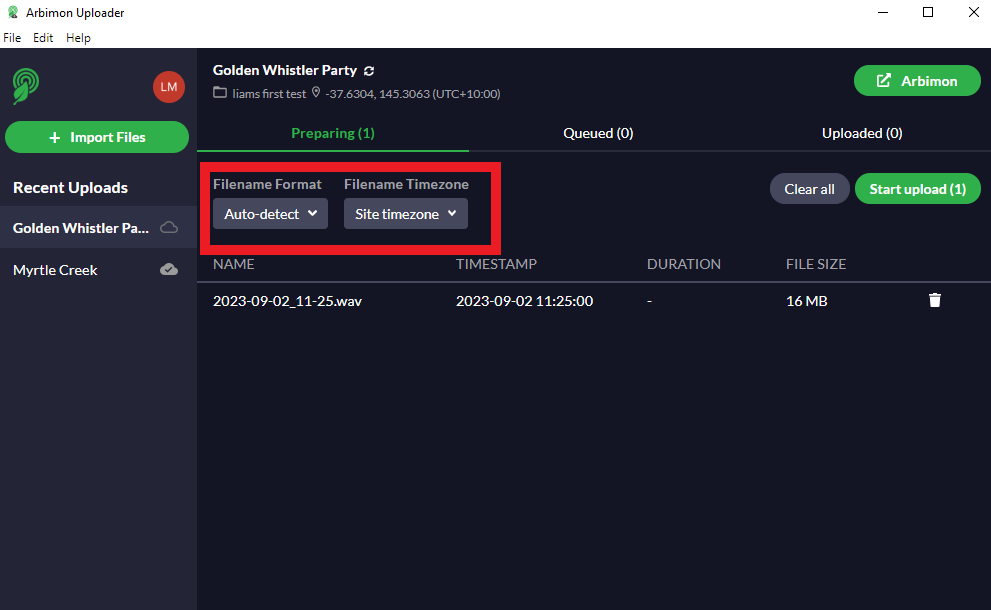 Arbimon Uploader
File Edit Help
LM
+ Import Files
Recent Uploads
Golden Whistler Pa...
Myrtle Creek
Golden Whistler Party
liams first test -37.6304, 145.3063 (UTC+10:00)
Arbimon
Preparing (1) Queued (0) Uploaded (0)
Filename Format Filename Timezone
Auto-detect Site timezone
Clear all Start upload (1)
NAME TIMESTAMP DURATION FILE SIZE
2023-09-02_11-25.wav 2023-09-02 11:25:00 - 16 MB